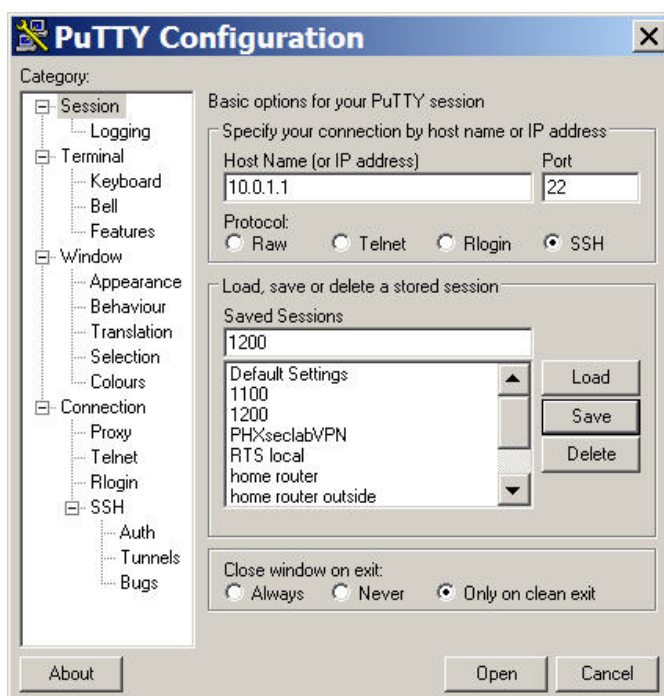 PuTTY Configuration
Category:
Session
Logging
Terminal
Keyboard
Bell
Features
Window
Appearance
Behaviour
Translation
Selection
Colours
Connection
Proxy
Telnet
Rlogin
SSH
Auth
Tunnels
Bugs
Basic options for your PuTTY session
Specify your connection by host name or IP address
Host Name (or IP address) Port
10.0.1.1 22
Protocol:
Raw Telnet Rlogin SSH
Load, save or delete a stored session
Saved Sessions
1200
Default Settings
1100
1200
PHXseclabVPN
RTS local
home router
home router outside
Load
Save
Delete
Close window on exit:
Always Never Only on clean exit
About Open Cancel